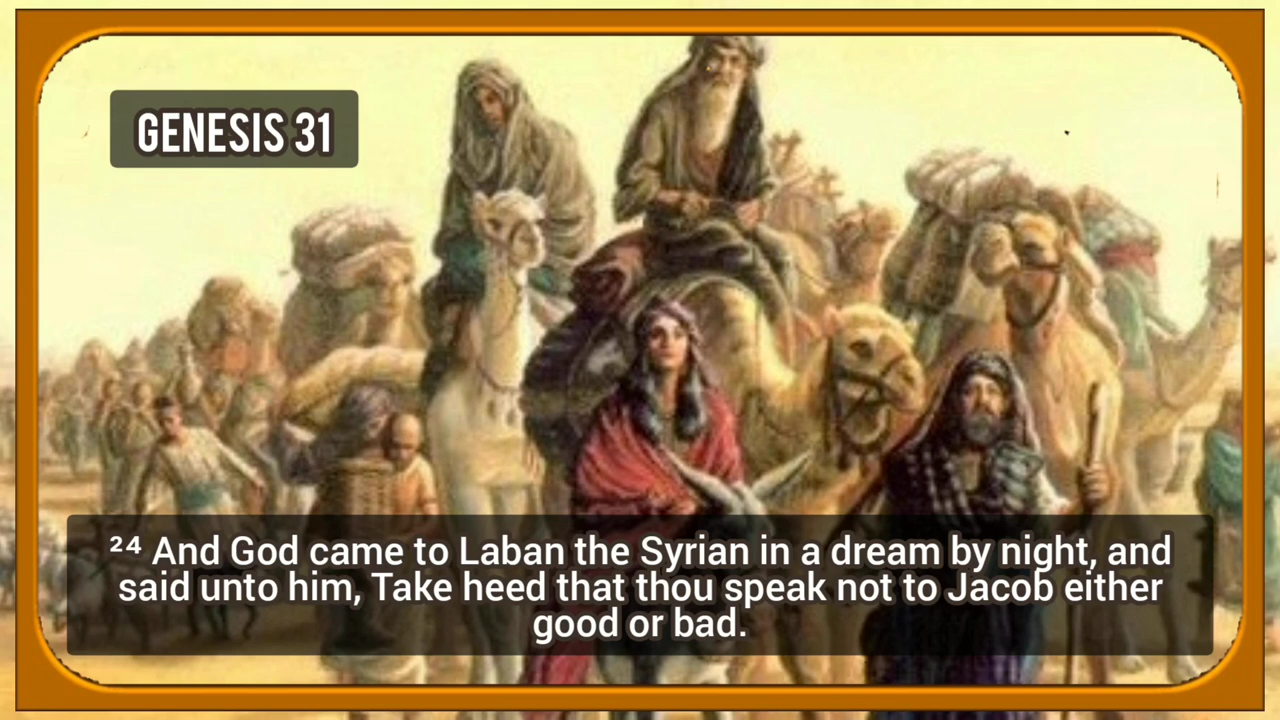 GENESIS 31
²⁴ And God came to Laban the Syrian in a dream by night, and
said unto him, Take heed that thou speak not to Jacob either
good or bad.